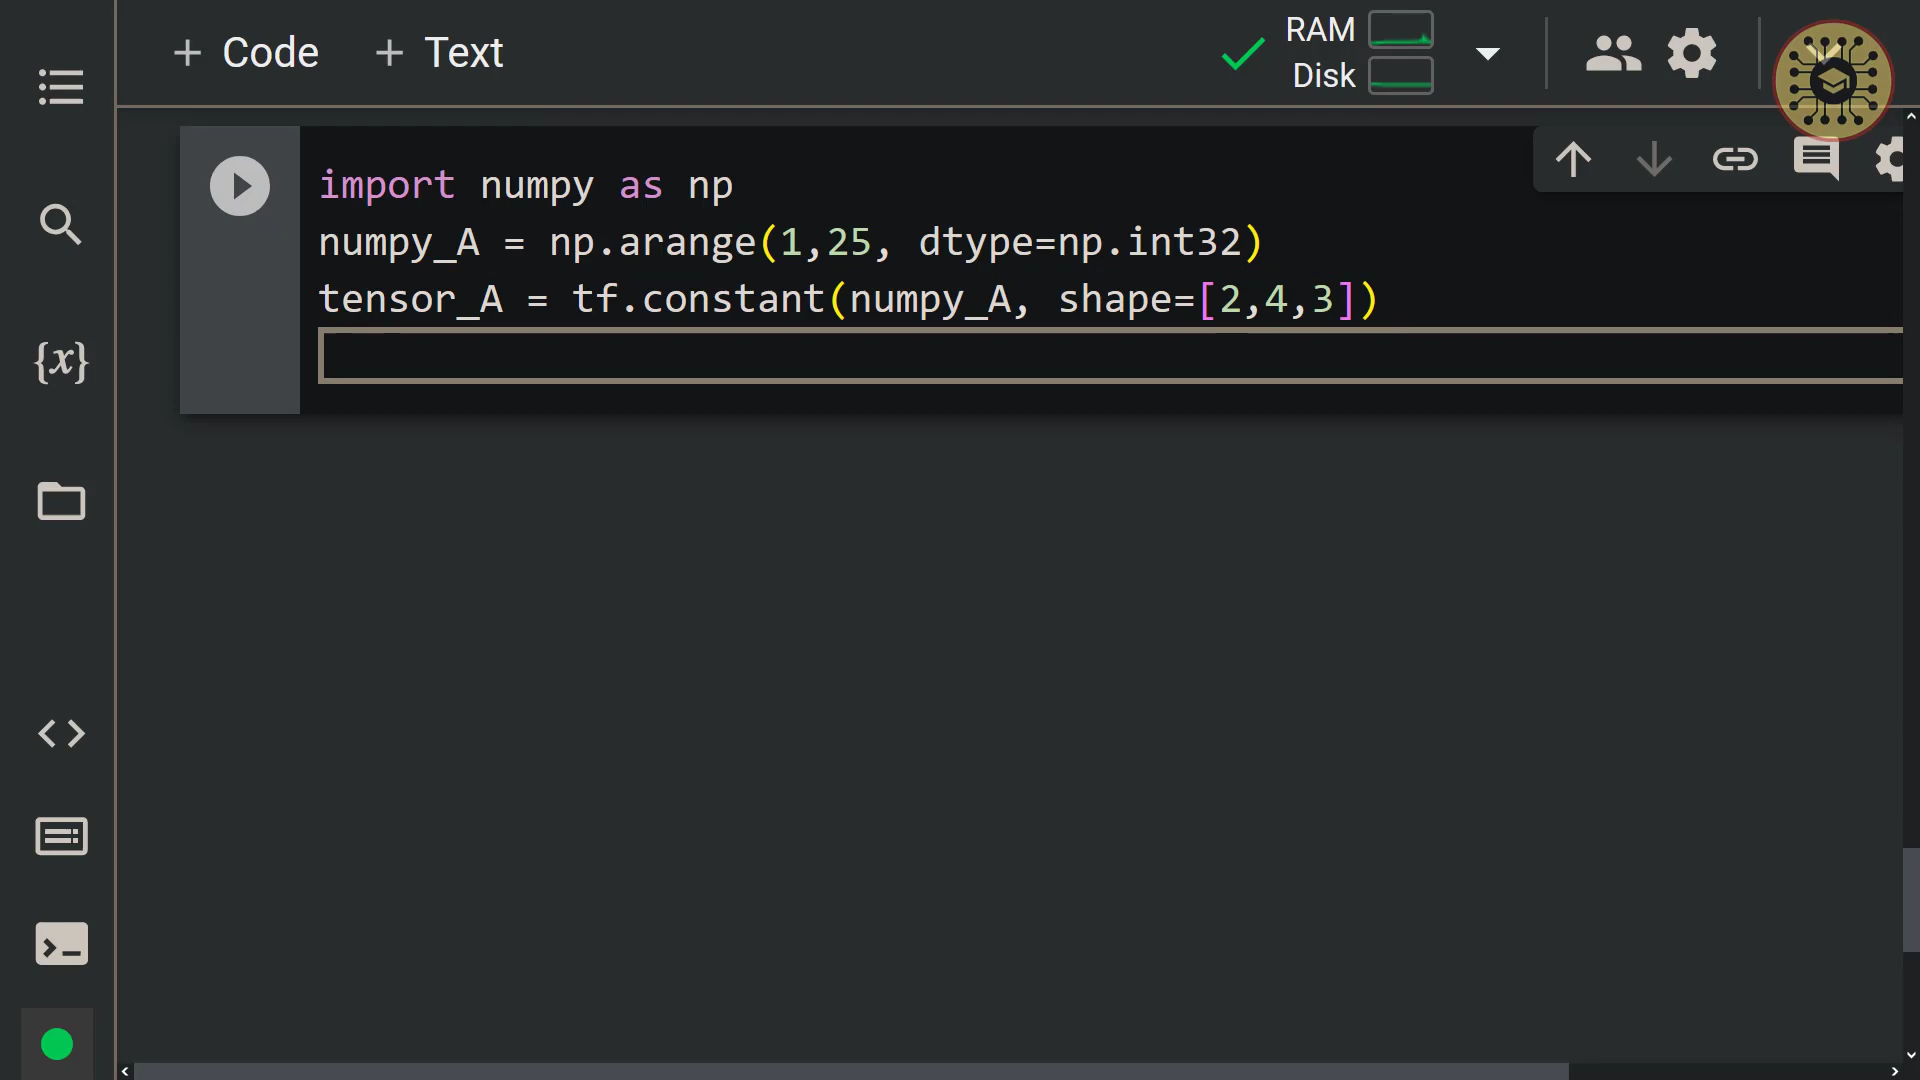 + Code + Text
RAM
Disk
import numpy as np
numpy_A = np.arange(1,25, dtype=np.int32)
tensor_A = tf.constant(numpy_A, shape=[2,4,3])
{x}